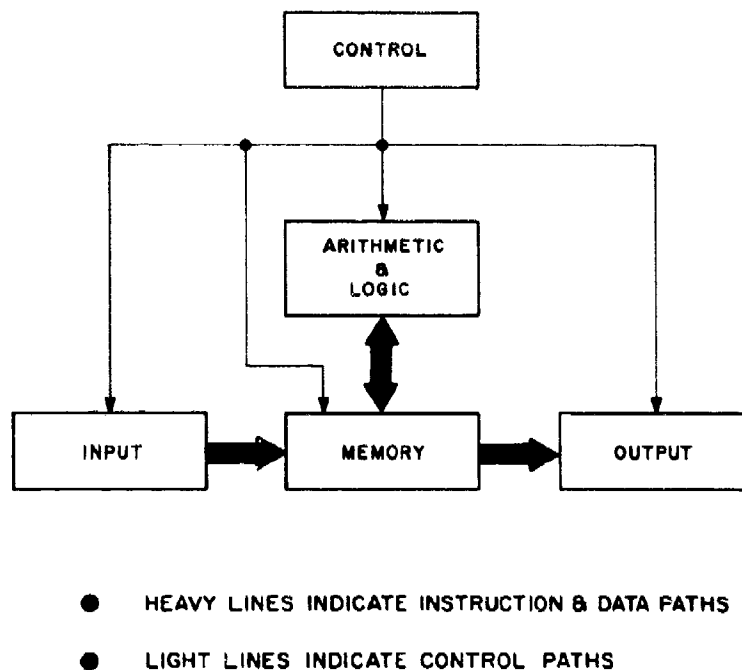 CONTROL
ARITHMETIC
&
LOGIC
INPUT
MEMORY
OUTPUT
● HEAVY LINES INDICATE INSTRUCTION & DATA PATHS
● LIGHT LINES INDICATE CONTROL PATHS